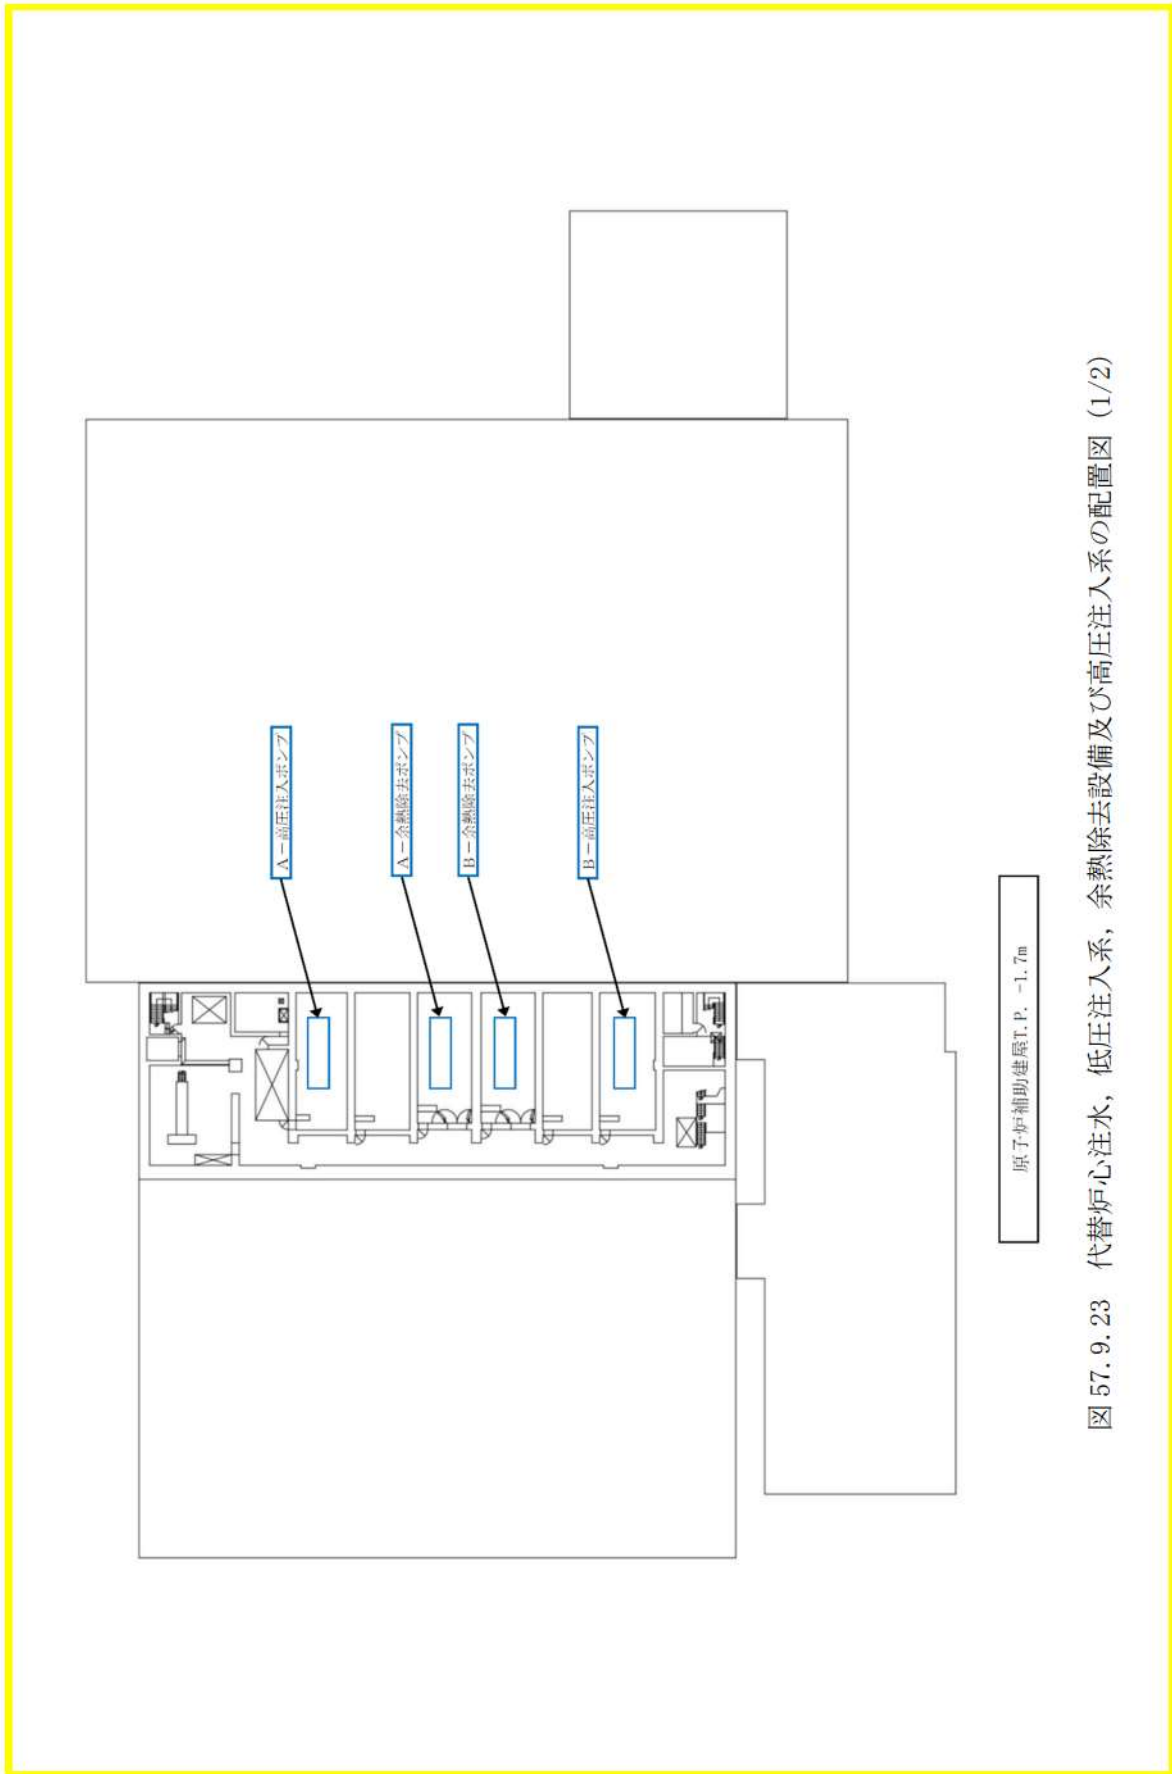 A－高圧注入ポンプ
A－余熱除去ポンプ
B－余熱除去ポンプ
B－高圧注入ポンプ
原子炉補助建屋T.P. -1.7m
図 57.9.23　代替炉心注水，低圧注入系，余熱除去設備及び高圧注入系の配置図 (1/2)